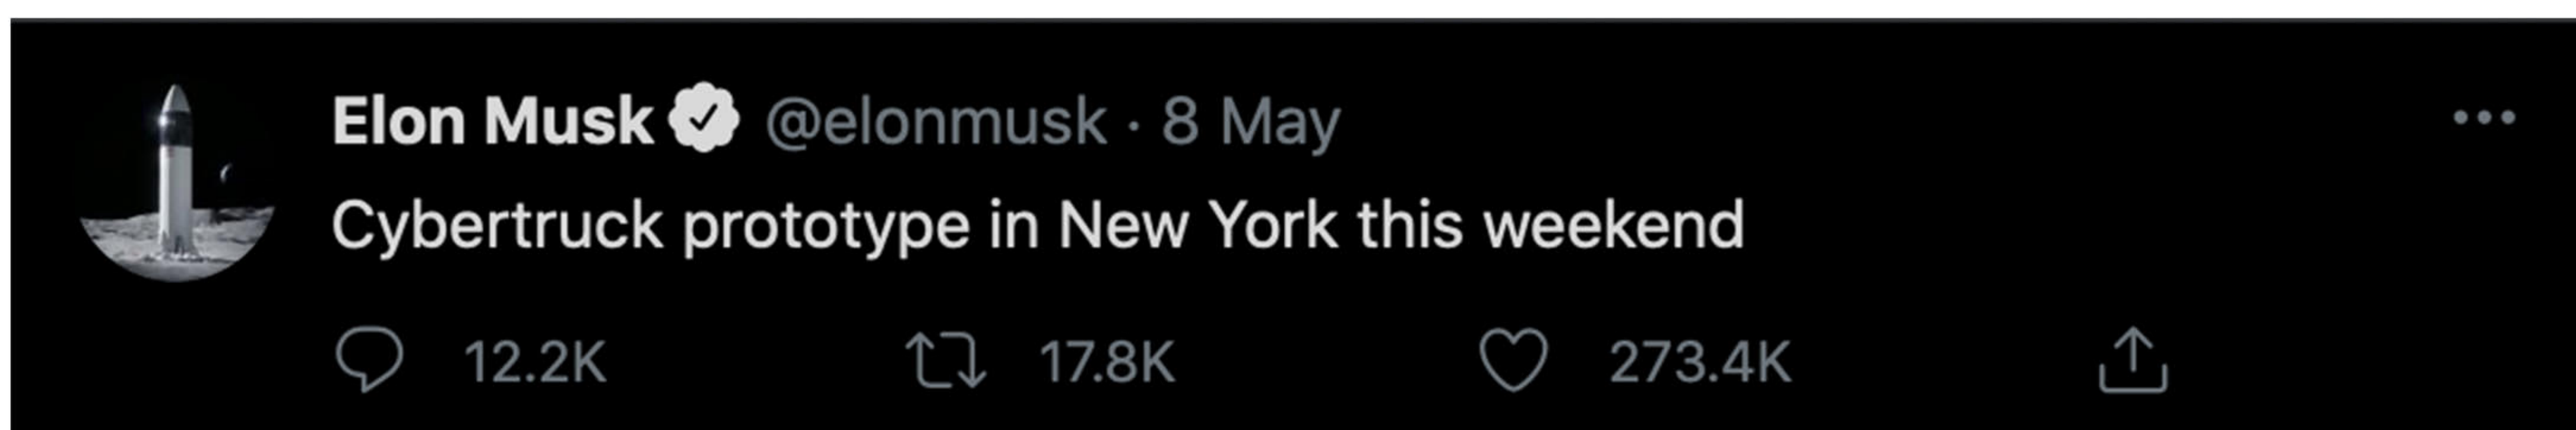 Elon Musk @elonmusk · 8 May
Cybertruck prototype in New York this weekend
12.2K 17.8K 273.4K